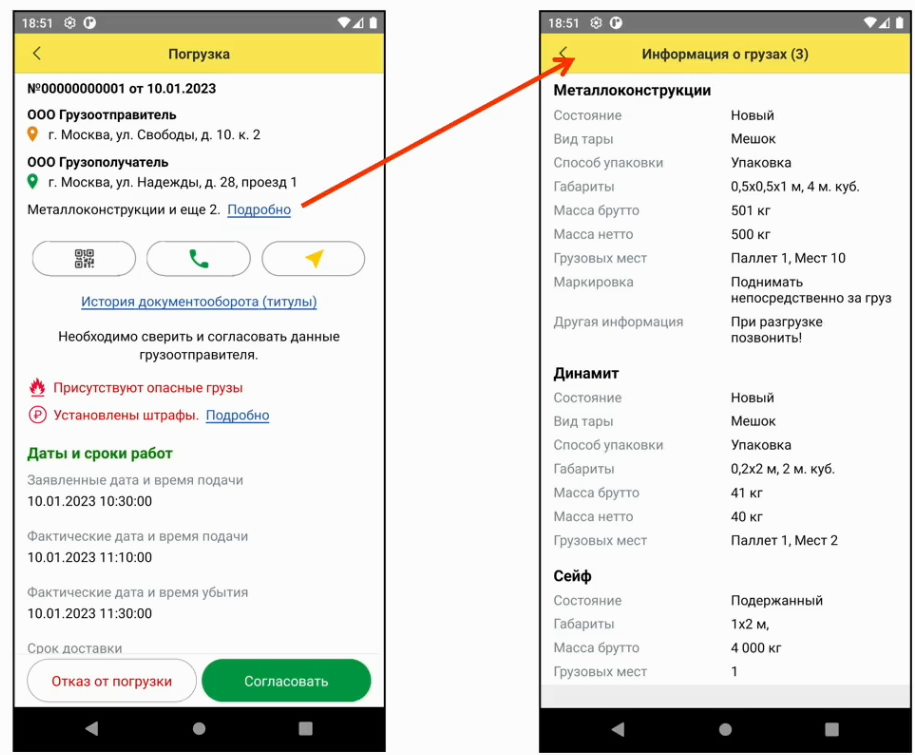 18:51
Погрузка
№00000000001 от 10.01.2023
ООО Грузоотправитель
г. Москва, ул. Свободы, д. 10. к. 2
ООО Грузополучатель
г. Москва, ул. Надежды, д. 28, проезд 1
Металлоконструкции и еще 2. Подробно
История документооборота (титулы)
Необходимо сверить и согласовать данные
грузоотправителя.
Присутствуют опасные грузы
Установлены штрафы. Подробно
Даты и сроки работ
Заявленные дата и время подачи
10.01.2023 10:30:00
Фактические дата и время подачи
10.01.2023 11:10:00
Фактические дата и время убытия
10.01.2023 11:30:00
Срок доставки
Отказ от погрузки
Согласовать
18:51
Информация о грузах (3)
Металлоконструкции
Состояние Новый
Вид тары Мешок
Способ упаковки Упаковка
Габариты 0,5х0,5х1 м, 4 м. куб.
Масса брутто 501 кг
Масса нетто 500 кг
Грузовых мест Паллет 1, Мест 10
Маркировка Поднимать
непосредственно за груз
Другая информация При разгрузке
позвонить!
Динамит
Состояние Новый
Вид тары Мешок
Способ упаковки Упаковка
Габариты 0,2х2 м, 2 м. куб.
Масса брутто 41 кг
Масса нетто 40 кг
Грузовых мест Паллет 1, Мест 2
Сейф
Состояние Подержанный
Габариты 1х2 м,
Масса брутто 4 000 кг
Грузовых мест 1